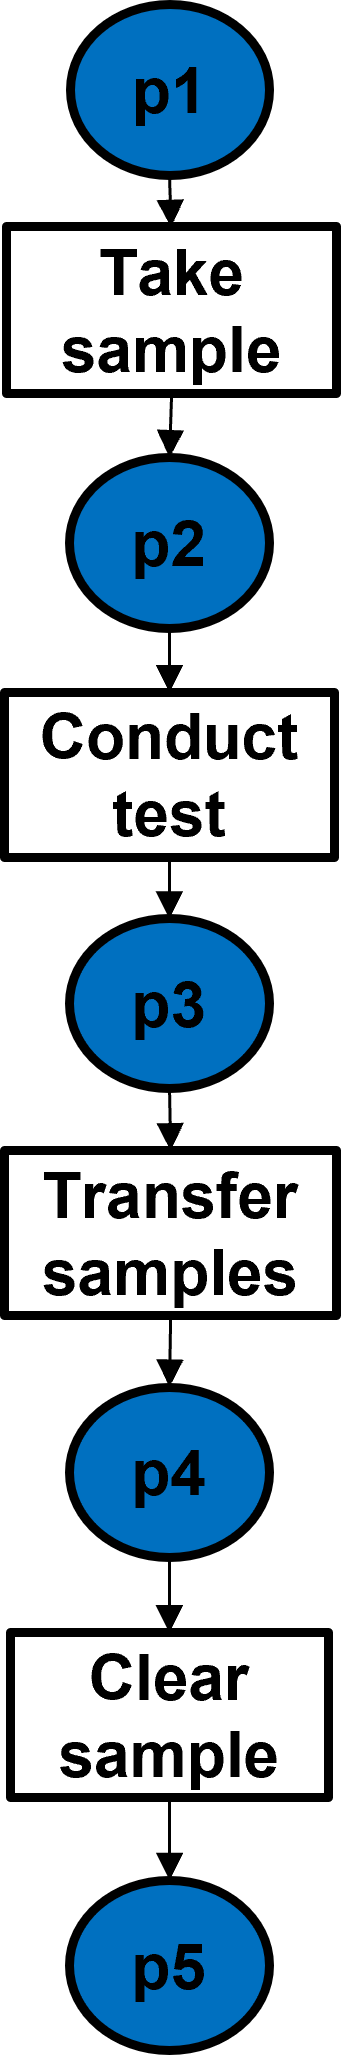 p1
Take
sample
p2
Conduct
test
p3
Transfer
samples
p4
Clear
sample
p5